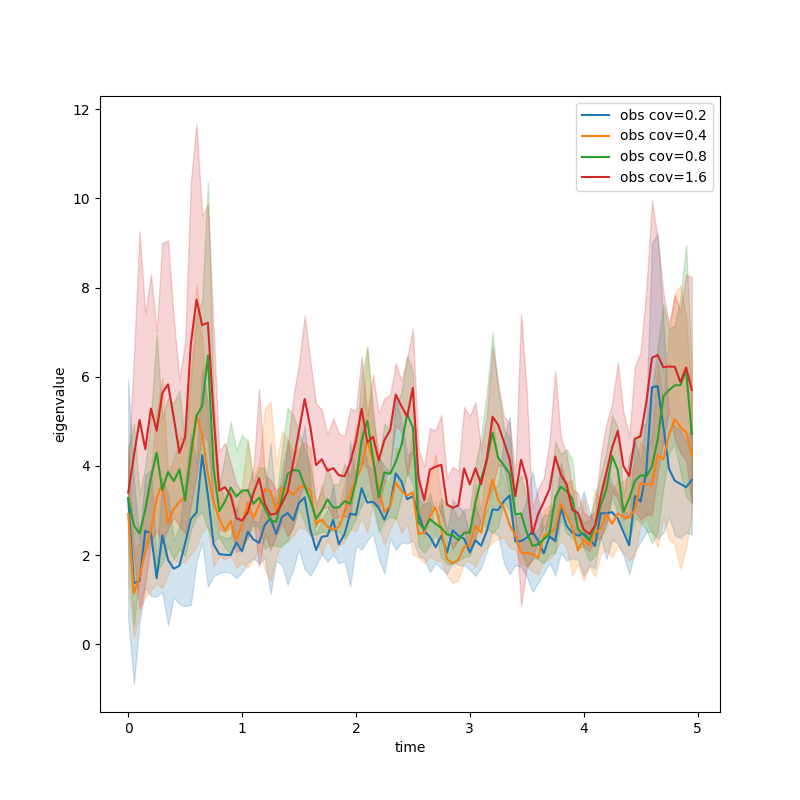 obs cov=0.2
obs cov=0.4
obs cov=0.8
obs cov=1.6
12
10
8
6
4
2
0
eigenvalue
0 1 2 3 4 5
time